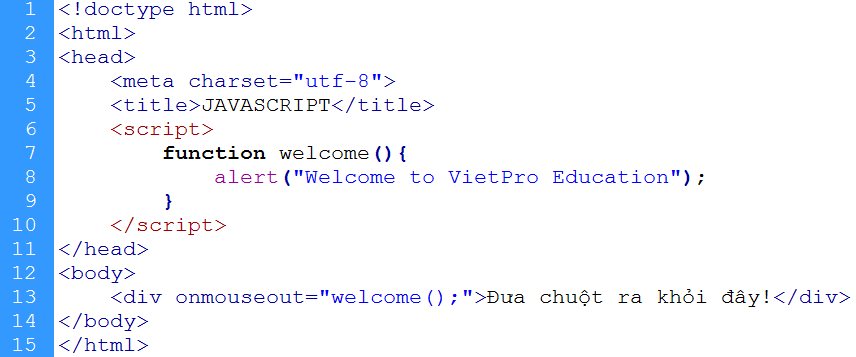 1 <!doctype html>
2 <html>
3 <head>
4     <meta charset="utf-8">
5     <title>JAVASCRIPT</title>
6     <script>
7         function welcome(){
8             alert("Welcome to VietPro Education");
9         }
10     </script>
11 </head>
12 <body>
13     <div onmouseout="welcome();">Đưa chuột ra khỏi đây!</div>
14 </body>
15 </html>